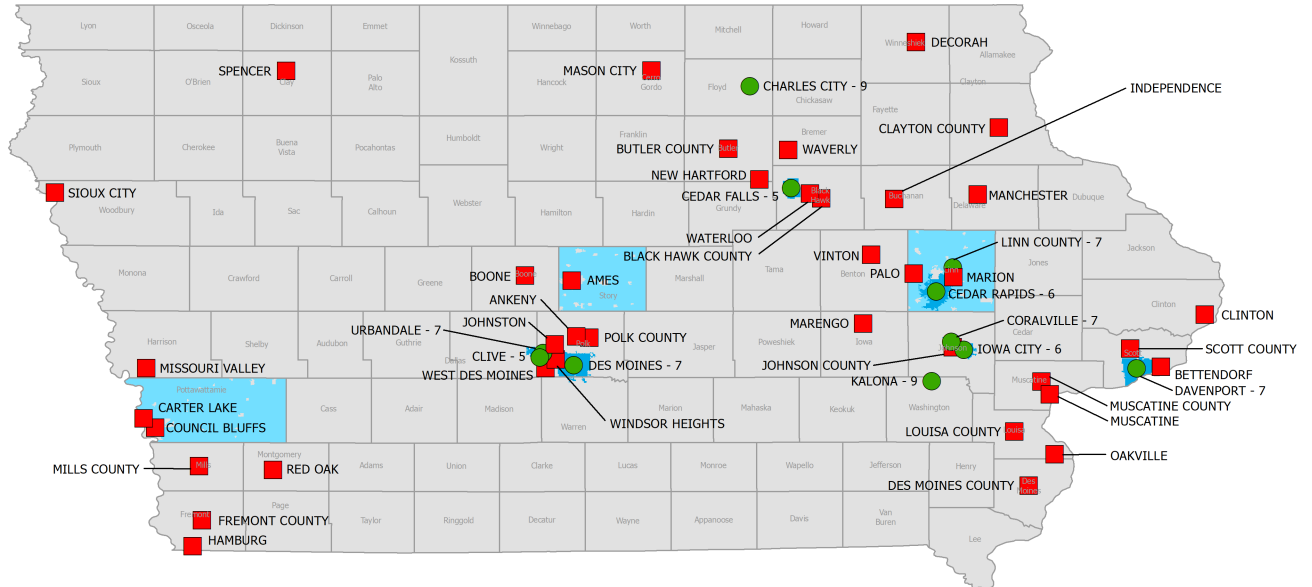 Lyon
Osceola
Dickinson
Emmet
Winnebago
Worth
Mitchell
Howard
Winneshiek
DECORAH
Allamakee
Kossuth
SPENCER
Clay
MASON CITY
Cerro
Gordo
Sioux
O'Brien
Palo
Alto
Hancock
Floyd
CHARLES CITY - 9
Chickasaw
Clayton
INDEPENDENCE
Fayette
CLAYTON COUNTY
Plymouth
Cherokee
Buena
Vista
Pocahontas
Humboldt
Wright
Franklin
BUTLER COUNTY
Butler
Bremer
WAVERLY
NEW HARTFORD
SIOUX CITY
Woodbury
Ida
Sac
Calhoun
Webster
Hamilton
Hardin
Grundy
CEDAR FALLS - 5
Black
Hawk
Buchanan
Delaware
MANCHESTER
Dubuque
WATERLOO
BLACK HAWK COUNTY
LINN COUNTY - 7
Jackson
Monona
Crawford
Carroll
Greene
BOONE
Boone
AMES
Story
Marshall
Tama
VINTON
Benton
PALO
Linn
MARION
Jones
CEDAR RAPIDS - 6
ANKENY
Clinton
CLINTON
JOHNSTON
URBANDALE - 7
POLK COUNTY
Polk
MARENGO
CORALVILLE - 7
Cedar
Harrison
Shelby
Audubon
Guthrie
Dallas
Jasper
Poweshiek
Iowa
Johnson
IOWA CITY - 6
SCOTT COUNTY
Scott
CLIVE - 5
DES MOINES - 7
JOHNSON COUNTY
MISSOURI VALLEY
WEST DES MOINES
BETTENDORF
KALONA - 9
Muscatine
DAVENPORT - 7
Pottawattamie
CARTER LAKE
Cass
Adair
Madison
Warren
Marion
Mahaska
Keokuk
Washington
MUSCATINE COUNTY
MUSCATINE
COUNCIL BLUFFS
WINDSOR HEIGHTS
LOUISA COUNTY
Louisa
MILLS COUNTY
Mills
Montgomery
RED OAK
Adams
Union
Clarke
Lucas
Monroe
Wapello
Jefferson
Henry
OAKVILLE
DES MOINES COUNTY
Des
Moines
Fremont
FREMONT COUNTY
Page
Taylor
Ringgold
Decatur
Wayne
Appanoose
Davis
Van
Buren
HAMBURG
Lee